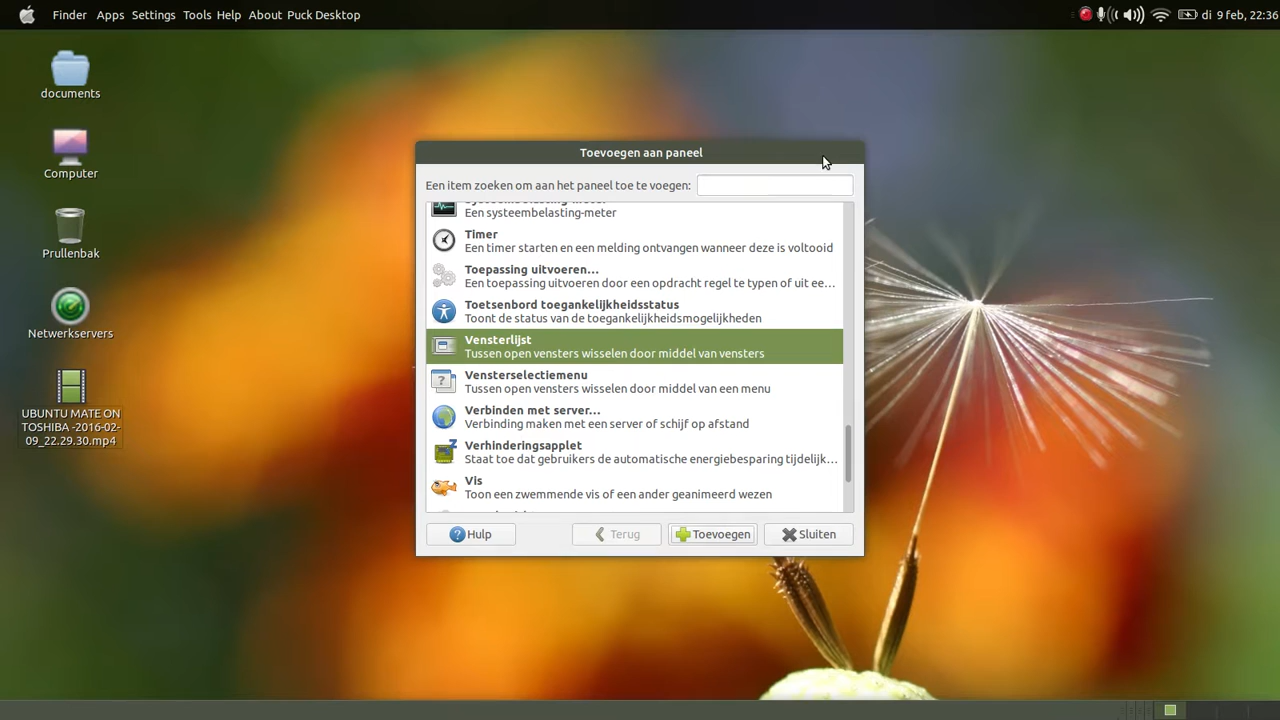 Finder Apps Settings Tools Help About Puck Desktop
di 9 feb, 22:36
documents
Computer
Prullenbak
Netwerkservers
UBUNTU MATE ON
TOSHIBA -2016-02-
09_22.29.30.mp4
Toevoegen aan paneel
Een item zoeken om aan het paneel toe te voegen:
Een systeembelasting-meter
Timer
Een timer starten en een melding ontvangen wanneer deze is voltooid
Toepassing uitvoeren...
Een toepassing uitvoeren door een opdracht regel te typen of uit ee...
Toetsenbord toegankelijkheidsstatus
Toont de status van de toegankelijkheidsmogelijkheden
Vensterlijst
Tussen open vensters wisselen door middel van vensters
Vensterselectiemenu
Tussen open vensters wisselen door middel van een menu
Verbinden met server...
Verbinding maken met een server of schijf op afstand
Verhinderingsapplet
Staat toe dat gebruikers de automatische energiebesparing tijdelijk...
Vis
Toon een zwemmende vis of een ander geanimeerd wezen
Hulp Terug Toevoegen Sluiten